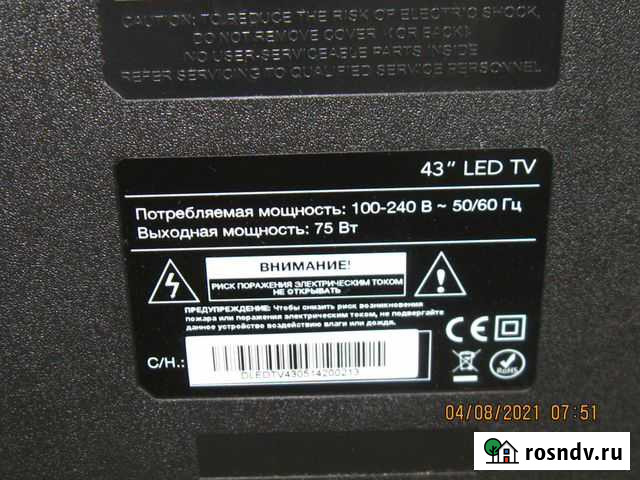 CAUTION: TO REDUCE THE RISK OF ELECTRIC SHOCK,
DO NOT REMOVE COVER (OR BACK)
NO USER-SERVICEABLE PARTS INSIDE
REFER SERVICING TO QUALIFIED SERVICE PERSONNEL
43" LED TV
Потребляемая мощность: 100-240 В ~ 50/60 Гц
Выходная мощность: 75 Вт
ВНИМАНИЕ!
РИСК ПОРАЖЕНИЯ ЭЛЕКТРИЧЕСКИМ ТОКОМ
НЕ ОТКРЫВАТЬ
ПРЕДУПРЕЖДЕНИЕ: Чтобы снизить риск возникновения
пожара или поражения электрическим током, не подвергайте
данное устройство воздействию влаги или дождя.
С/Н.:
DLEDTV430514200213
CE
RoHS
04/08/2021 07:51
rosndv.ru